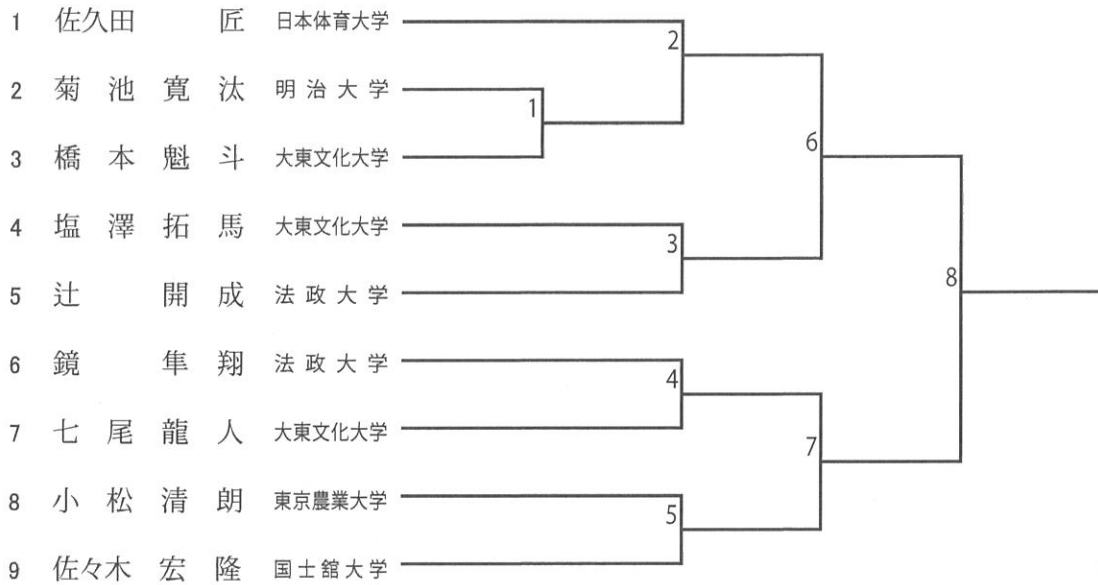 1 佐久田 匠 日本体育大学
2 菊池寛汰 明治大学
3 橋本魁斗 大東文化大学
4 塩澤拓馬 大東文化大学
5 辻 開成 法政大学
6 鏡 隼翔 法政大学
7 七尾龍人 大東文化大学
8 小松清朗 東京農業大学
9 佐々木宏隆 国士舘大学
2
1
6
3
8
4
7
5